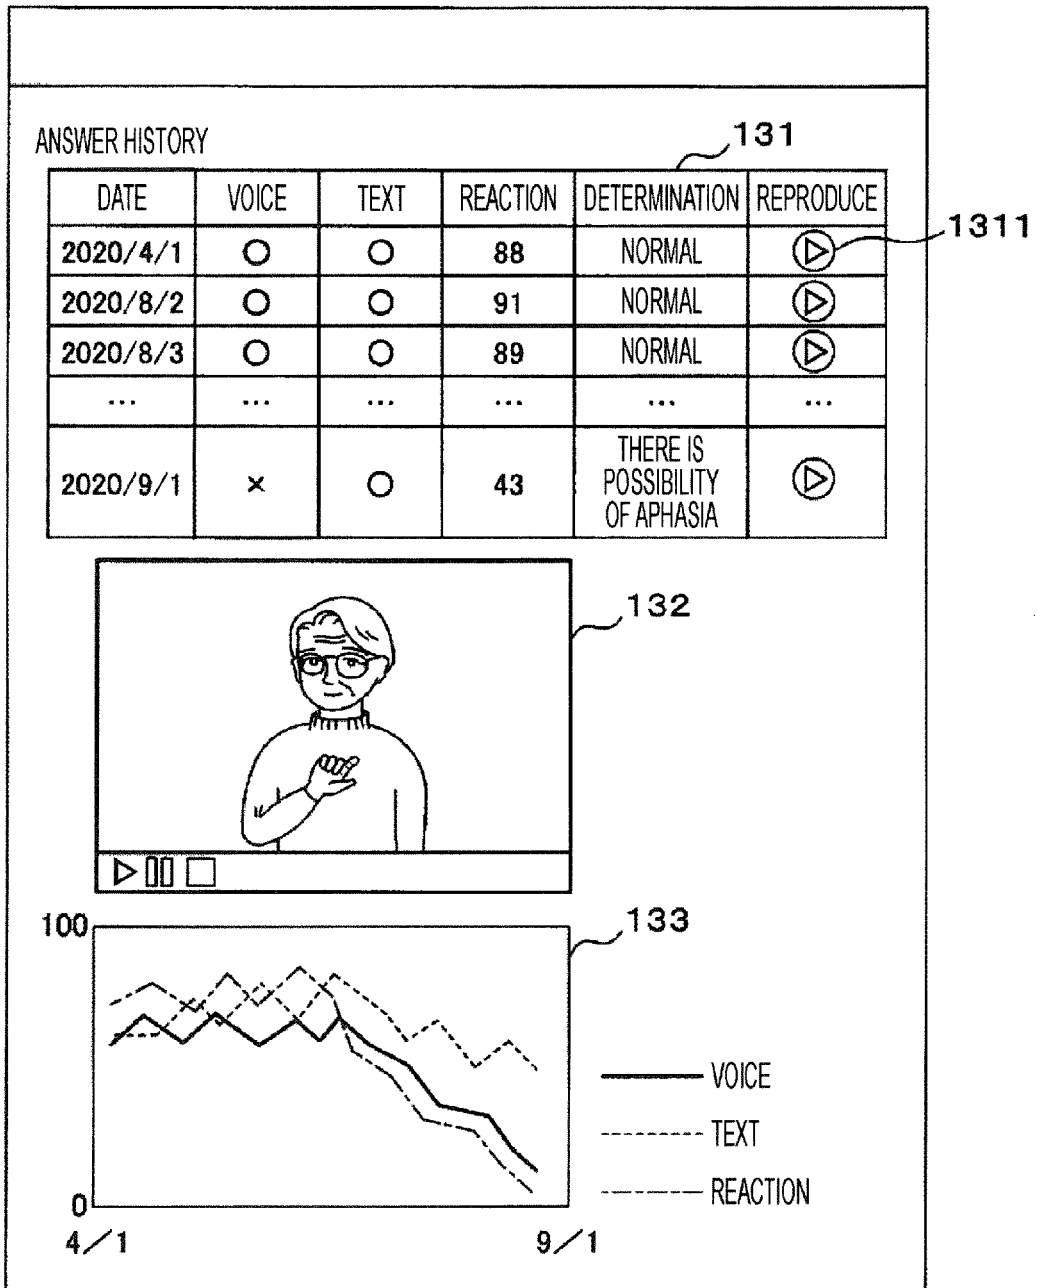 ANSWER HISTORY
131
DATE VOICE TEXT REACTION DETERMINATION REPRODUCE
1311
2020/4/1 ○ ○ 88 NORMAL
2020/8/2 ○ ○ 91 NORMAL
2020/8/3 ○ ○ 89 NORMAL
... ... ... ... ... ...
2020/9/1 × ○ 43 THERE IS
POSSIBILITY
OF APHASIA
132
133
100
0
4/1 9/1
VOICE
TEXT
REACTION